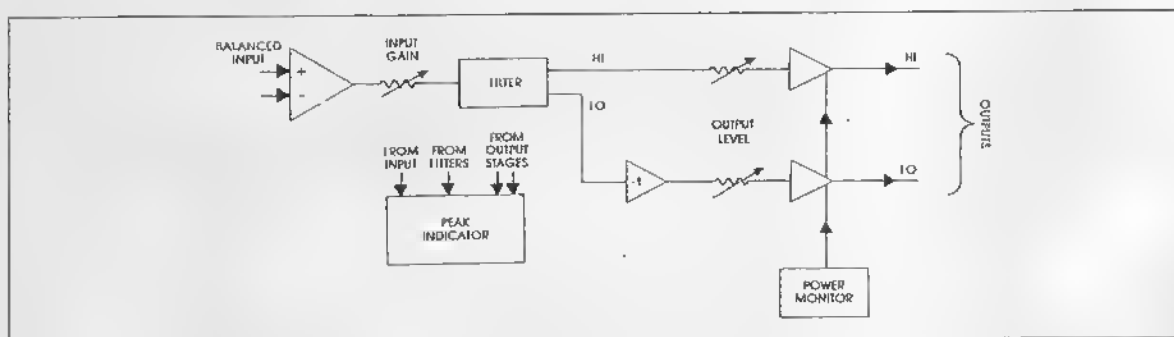 BALANCED
INPUT
+
-
INPUT
GAIN
FILTER
HI
LO
HI
LO
OUTPUTS
OUTPUT
LEVEL
-1
FROM
INPUT
FROM
FILTERS
FROM
OUTPUT
STAGES
PEAK
INDICATOR
POWER
MONITOR